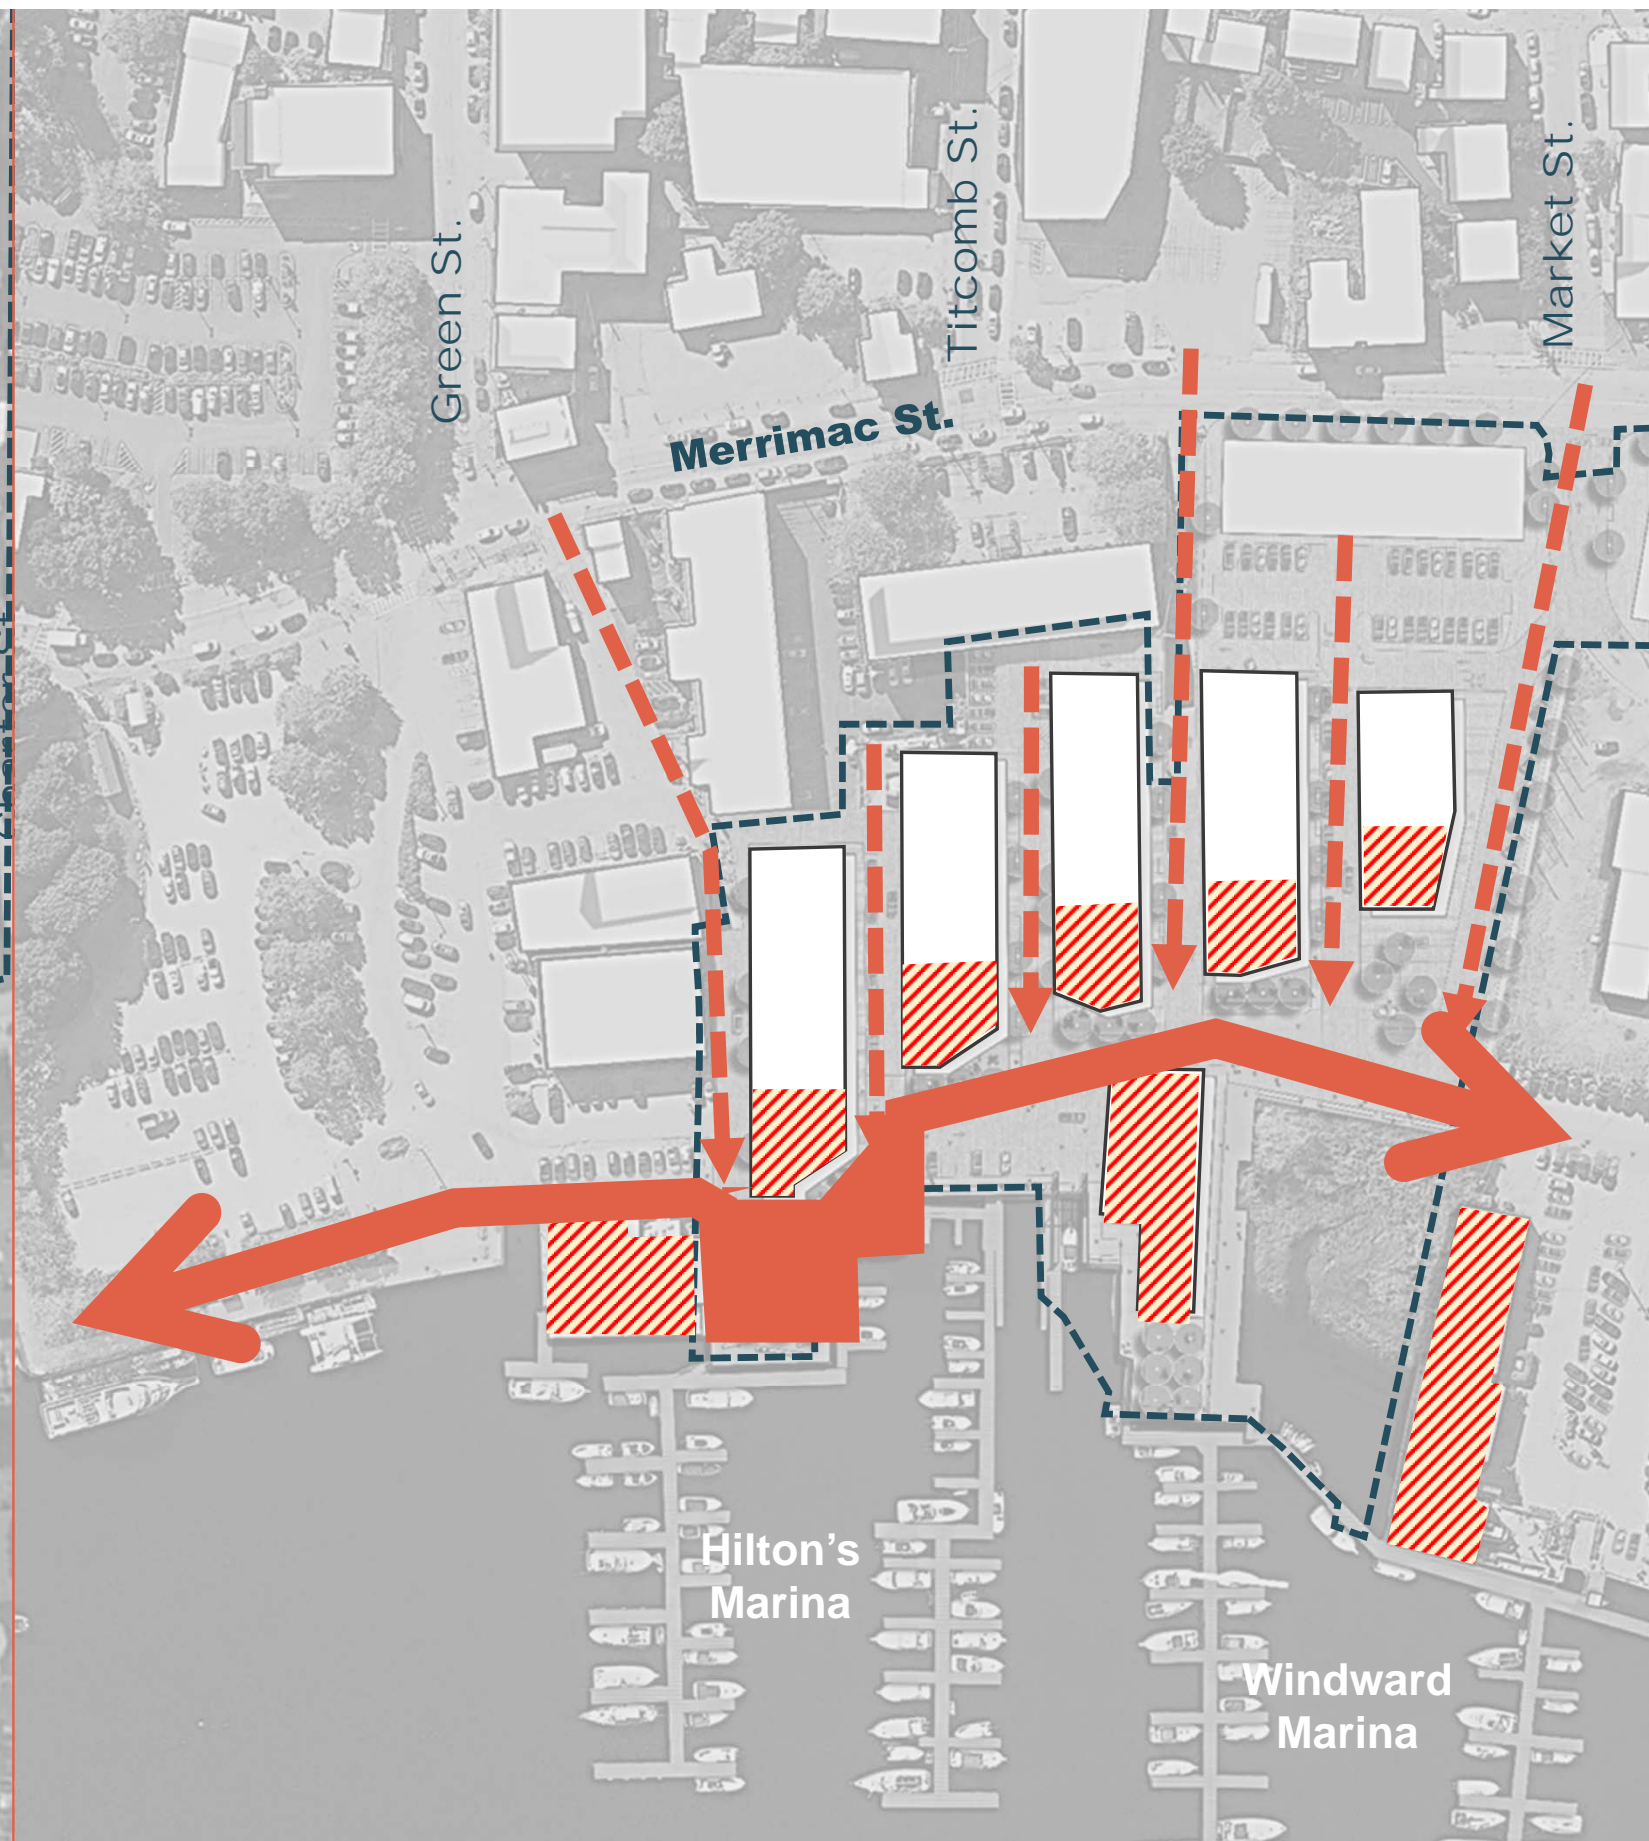 Green St.
Titcomb St.
Market St.
Merrimac St.
Hilton's
Marina
Windward
Marina